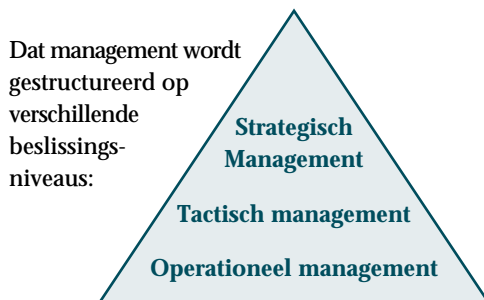 Dat management wordt
gestructureerd op
verschillende
beslissings-
niveaus:
Strategisch
Management
Tactisch management
Operationeel management